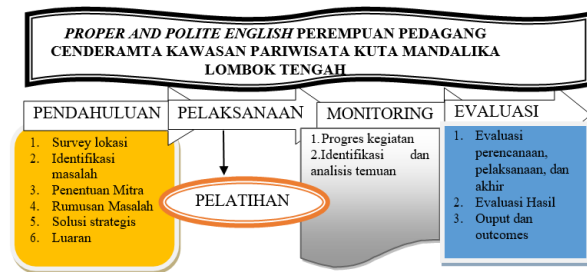 PROPER AND POLITE ENGLISH PEREMPUAN PEDAGANG
CENDERAMTA KAWASAN PARIWISATA KUTA MANDALIKA
LOMBOK TENGAH
PENDAHULUAN
1. Survey lokasi
2. Identifikasi
masalah
3. Penentuan Mitra
4. Rumusan Masalah
5. Solusi strategis
6. Luaran
PELAKSANAAN
PELATIHAN
MONITORING
1.Progres kegiatan
2.Identifikasi dan
analisis temuan
EVALUASI
1. Evaluasi
perencanaan,
pelaksanaan, dan
akhir
2. Evaluasi Hasil
3. Ouput dan
outcomes